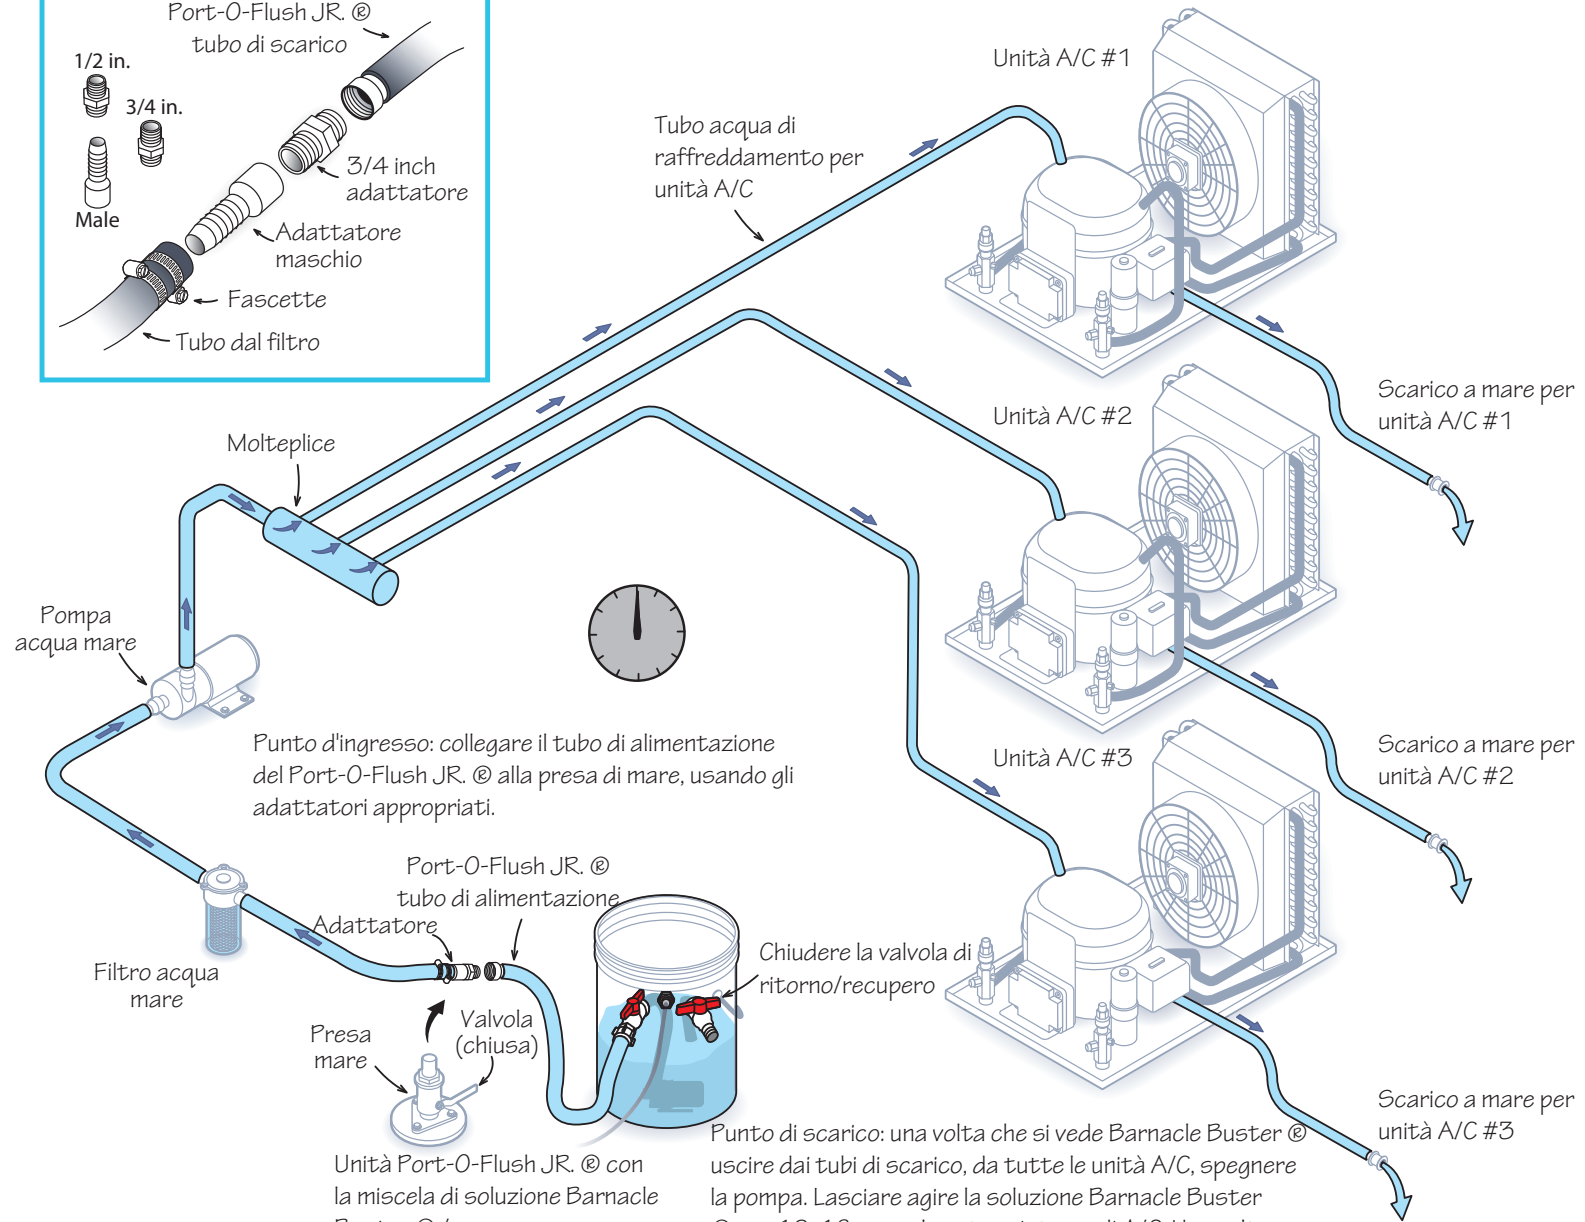 Port-O-Flush JR. ®
tubo di scarico
1/2 in.
3/4 in.
Male
3/4 inch
adattatore
Adattatore
maschio
Fascette
Tubo dal filtro
Unità A/C #1
Tubo acqua di
raffreddamento per
unità A/C
Scarico a mare per
unità A/C #1
Unità A/C #2
Molteplice
Pompa
acqua mare
Punto d'ingresso: collegare il tubo di alimentazione
del Port-O-Flush JR. ® alla presa di mare, usando gli
adattatori appropriati.
Unità A/C #3
Scarico a mare per
unità A/C #2
Port-O-Flush JR. ®
tubo di alimentazione
Adattatore
Chiudere la valvola di
ritorno/recupero
Filtro acqua
mare
Presa
mare
Valvola
(chiusa)
Scarico a mare per
unità A/C #3
Unità Port-O-Flush JR. ® con
la miscela di soluzione Barnacle
Punto di scarico: una volta che si vede Barnacle Buster ®
uscire dai tubi di scarico, da tutte le unità A/C, spegnere
la pompa. Lasciare agire la soluzione Barnacle Buster